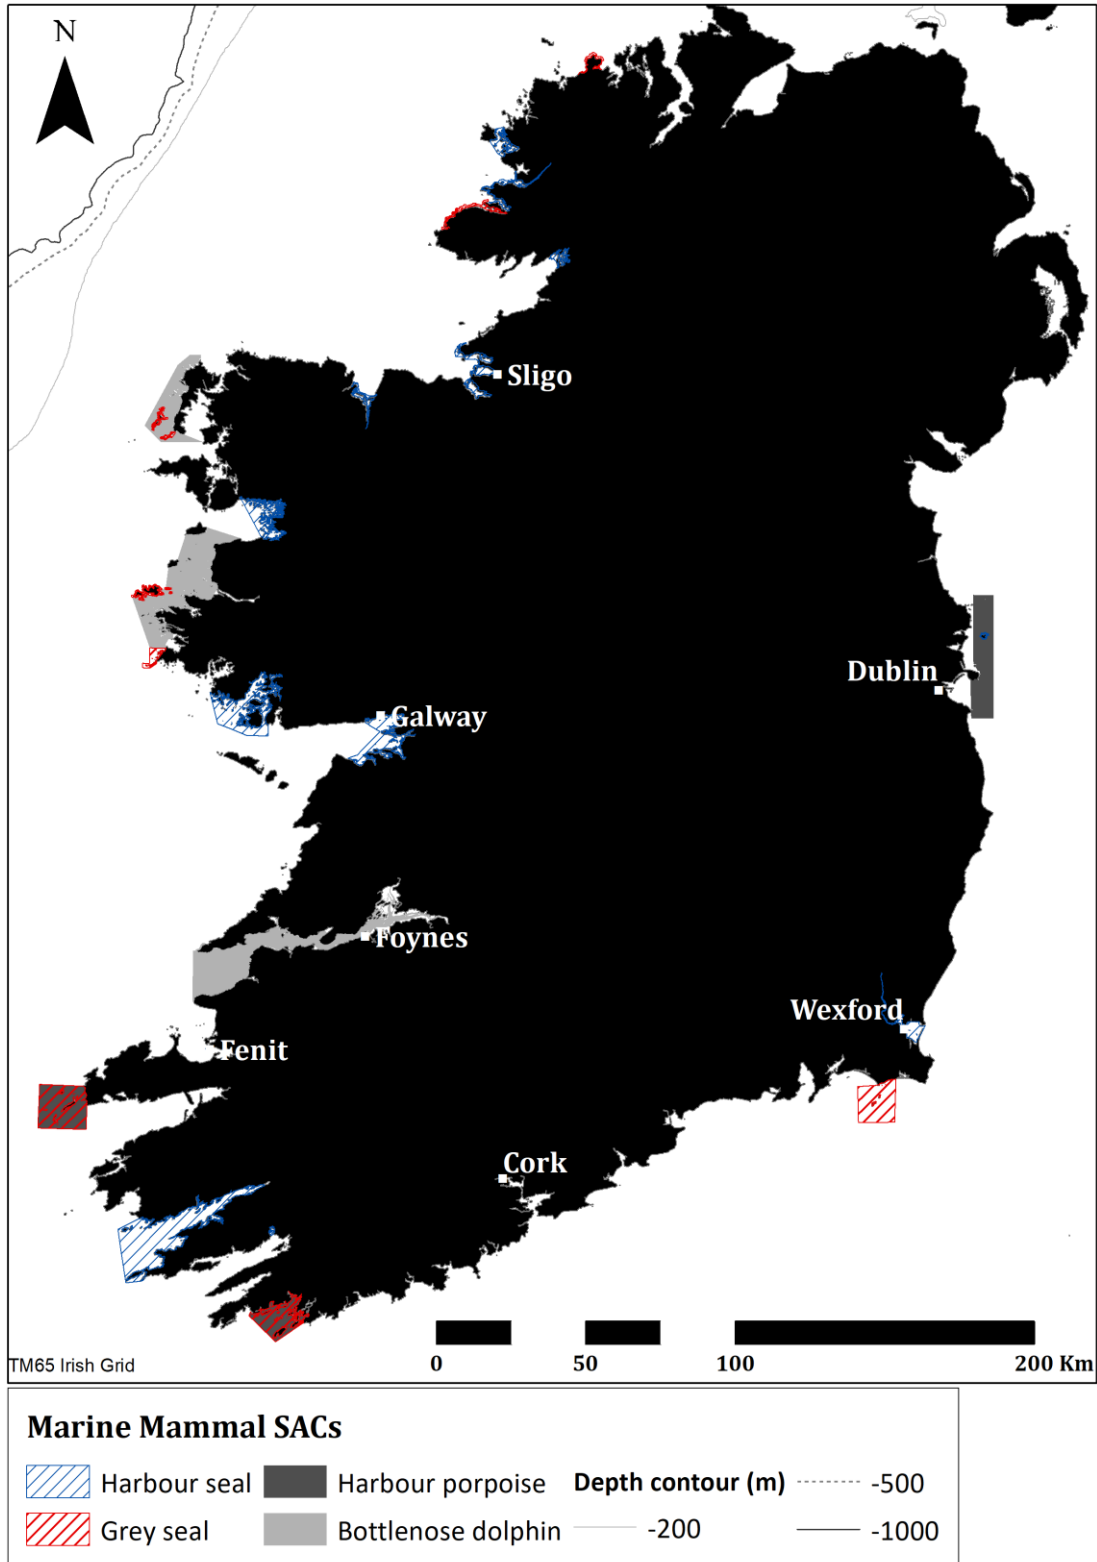 N
Sligo
Dublin
Galway
Foynes
Wexford
Fenit
Cork
TM65 Irish Grid
0 50 100 200 Km
Marine Mammal SACs
Harbour seal Harbour porpoise Depth contour (m) -500
Grey seal Bottlenose dolphin -200 -1000